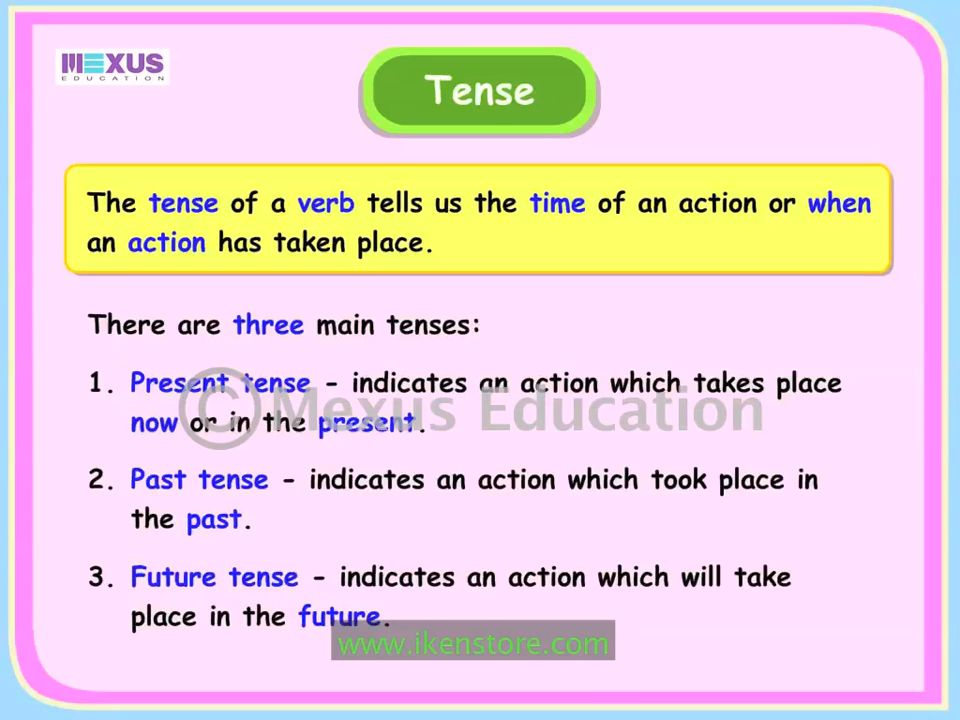 MEXUS
EDUCATION
Tense
The tense of a verb tells us the time of an action or when
an action has taken place.
There are three main tenses:
1. Present tense - indicates an action which takes place
now or in the present.
© Mexus Education
2. Past tense - indicates an action which took place in
the past.
3. Future tense - indicates an action which will take
place in the future.
www.ikenstore.com